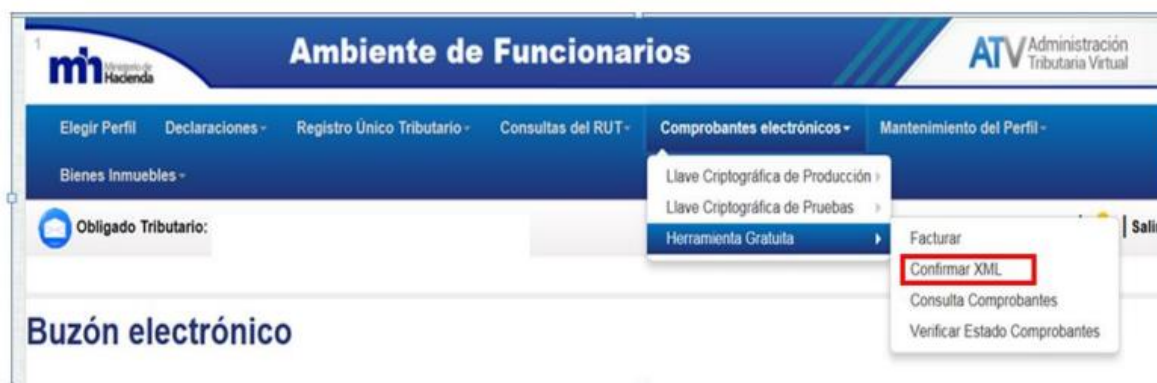 1
mh Ministerio de Hacienda
Ambiente de Funcionarios
ATV Administración Tributaria Virtual
Elegir Perfil Declaraciones Registro Único Tributario Consultas del RUT Comprobantes electrónicos Mantenimiento del Perfil
Bienes Inmuebles
Llave Criptográfica de Producción
Llave Criptográfica de Pruebas
Obligado Tributario:
Herramienta Gratuita
Facturar
Confirmar XML
Consulta Comprobantes
Verificar Estado Comprobantes
Buzón electrónico